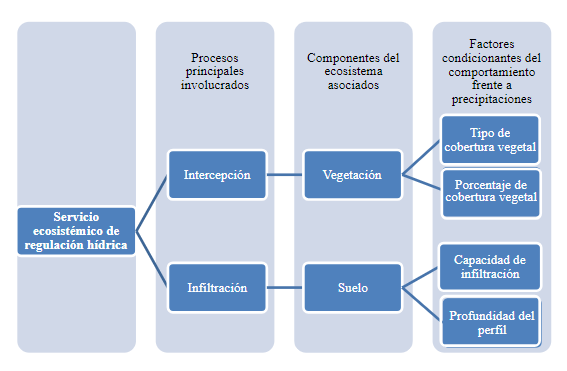 Procesos
principales
involucrados
Componentes del
ecosistema
asociados
Factores
condicionantes del
comportamiento
frente a
precipitaciones
Servicio
ecosistémico de
regulación hídrica
Intercepción
Vegetación
Tipo de
cobertura vegetal
Porcentaje de
cobertura vegetal
Infiltración
Suelo
Capacidad de
infiltración
Profundidad del
perfil